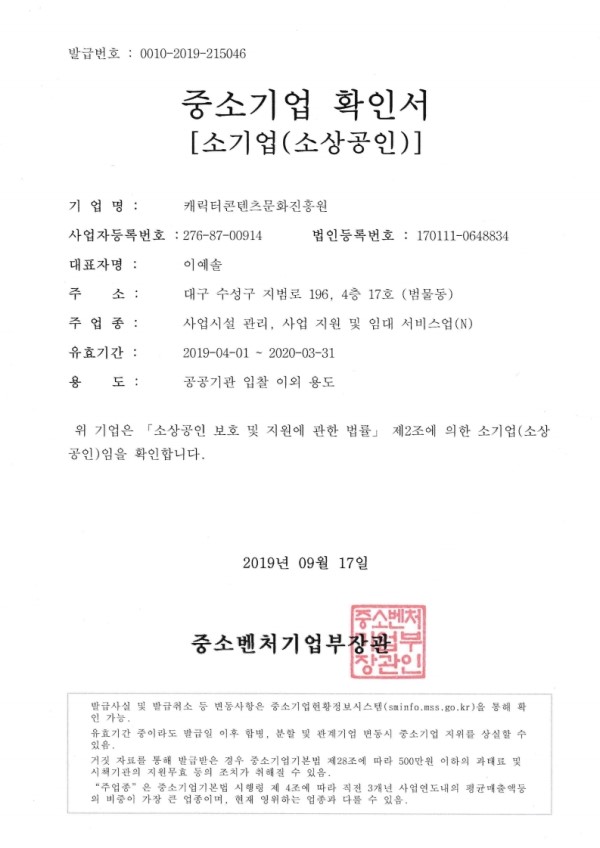 발급번호 : 0010-2019-215046
중소기업 확인서
[소기업(소상공인)]
기 업 명 : 캐릭터콘텐츠문화진흥원
사업자등록번호 : 276-87-00914 법인등록번호 : 170111-0648834
대표자명 : 이예솔
주 소 : 대구 수성구 지범로 196, 4층 17호 (범물동)
주 업 종 : 사업시설 관리, 사업 지원 및 임대 서비스업(N)
유효기간 : 2019-04-01 ~ 2020-03-31
용 도 : 공공기관 입찰 이외 용도
위 기업은 「소상공인 보호 및 지원에 관한 법률」 제2조에 의한 소기업(소상
공인)임을 확인합니다.
2019년 09월 17일
중소벤처기업부장관
중소벤처
기업부
장관인
발급사실 및 발급취소 등 변동사항은 중소기업현황정보시스템(sminfo.mss.go.kr)을 통해 확
인 가능.
유효기간 중이라도 발급일 이후 합병, 분할 및 관계기업 변동시 중소기업 지위를 상실할 수
있음.
거짓 자료를 통해 발급받은 경우 중소기업기본법 제28조에 따라 500만원 이하의 과태료 및
시책기관의 지원무효 등의 조치가 취해질 수 있음.
“주업종”은 중소기업기본법 시행령 제 4조에 따라 직전 3개년 사업연도내의 평균매출액등
의 비중이 가장 큰 업종이며, 현재 영위하는 업종과 다를 수 있음.